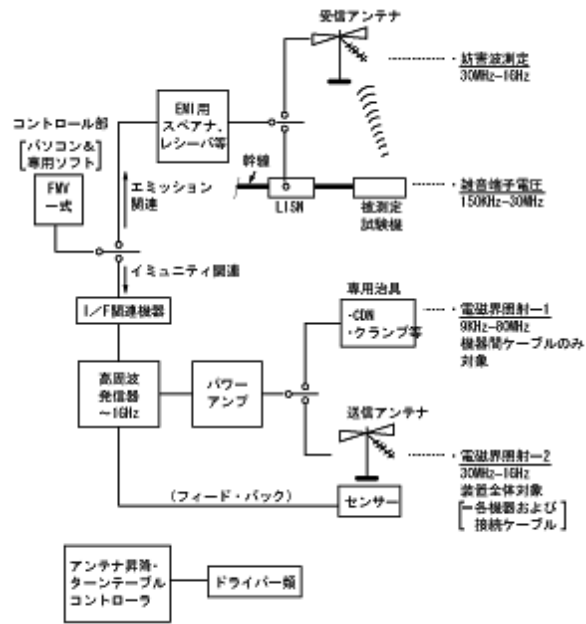 受信アンテナ
・妨害波測定
30MHz-1GHz
EMI用
スペアナ、
レシーバ等
コントロール部
[パソコン&
専用ソフト]
FMV
一式
エミッション
関連
幹線
LISN
被測定
試験機
・雑音端子電圧
150KHz-30MHz
イミュニティ関連
I/F関連機器
専用治具
・CDN
・クランプ等
・電磁界照射ー1
9KHz-80MHz
機器間ケーブルのみ
対象
高周波
発信器
~1GHz
パワー
アンプ
送信アンテナ
・電磁界照射ー2
30MHz-1GHz
装置全体対象
[ー各機器および
接続ケーブル]
(フィード・バック)
センサー
アンテナ昇降・
ターンテーブル
コントローラ
ドライバー類